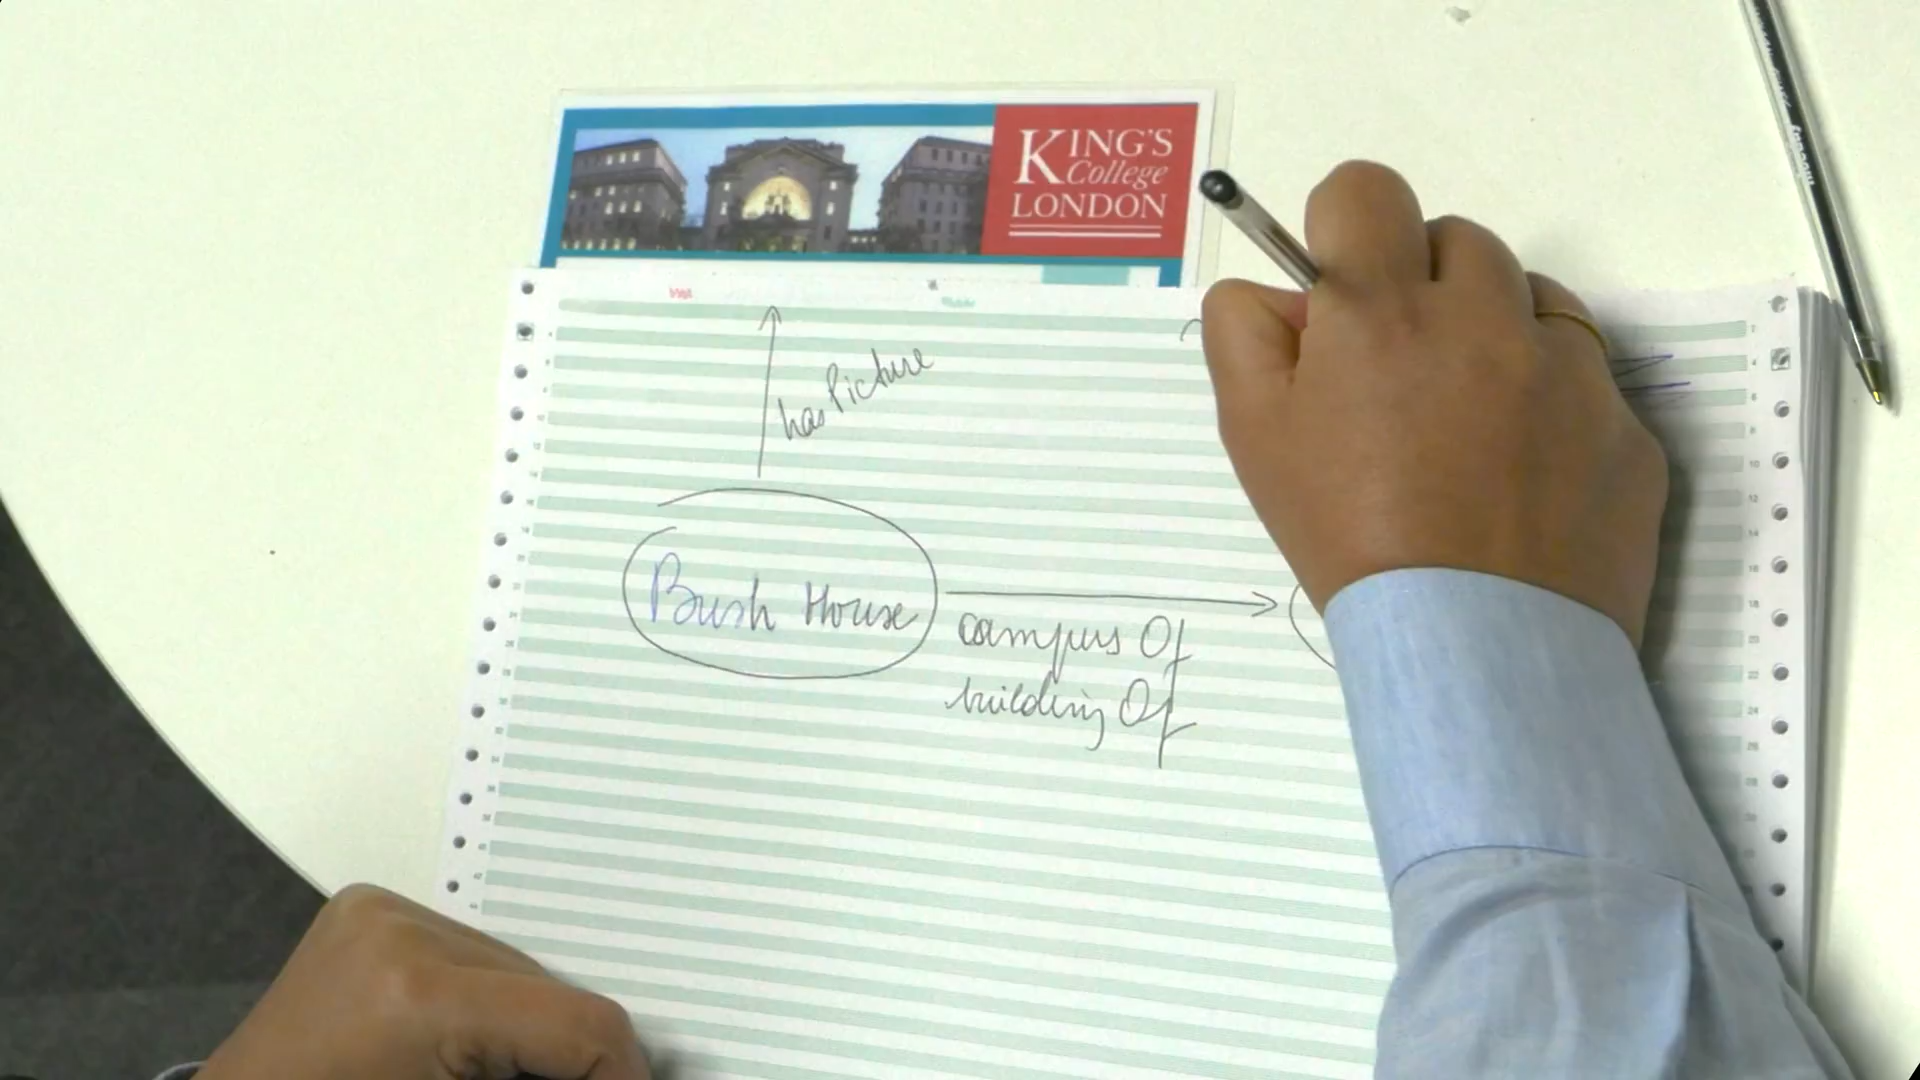 KING'S
College
LONDON
has Picture
Bush House
campus Of
building Of